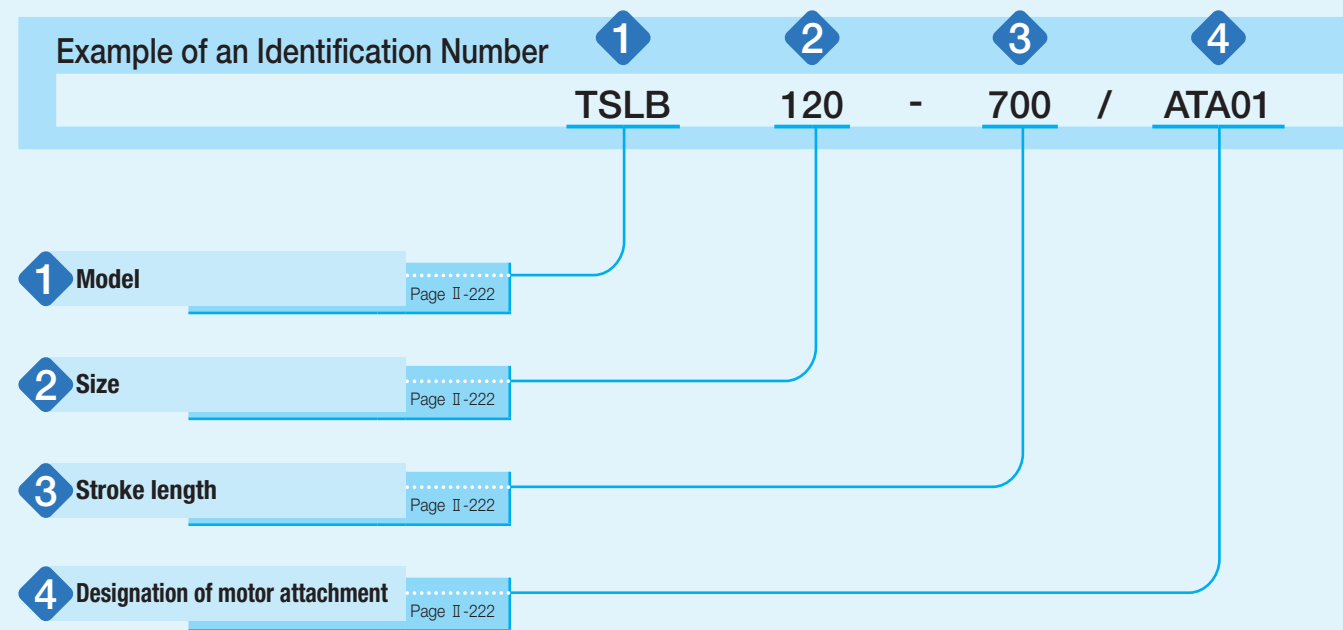 Example of an Identification Number 1 2 3 4
TSLB 120 - 700 / ATA01
1 Model
Page Ⅱ-222
2 Size
Page Ⅱ-222
3 Stroke length
Page Ⅱ-222
4 Designation of motor attachment
Page Ⅱ-222